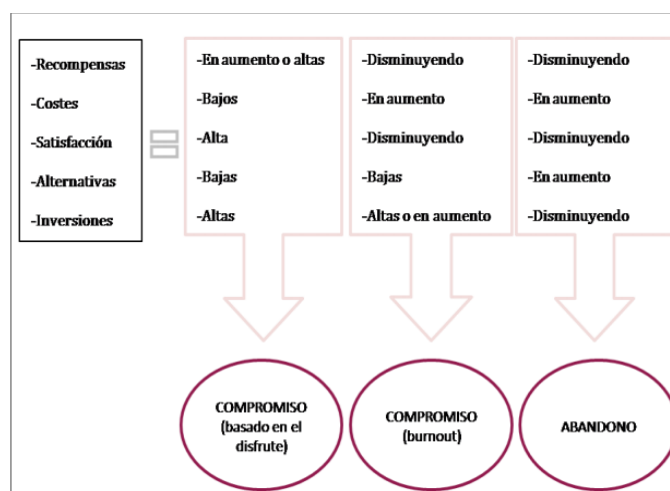 -Recompensas
-Costes
-Satisfacción
-Alternativas
-Inversiones
-En aumento o altas
-Bajos
-Alta
-Bajas
-Altas
-Disminuyendo
-En aumento
-Disminuyendo
-Bajas
-Altas o en aumento
-Disminuyendo
-En aumento
-Disminuyendo
-En aumento
-Disminuyendo
COMPROMISO
(basado en el
disfrute)
COMPROMISO
(burnout)
ABANDONO